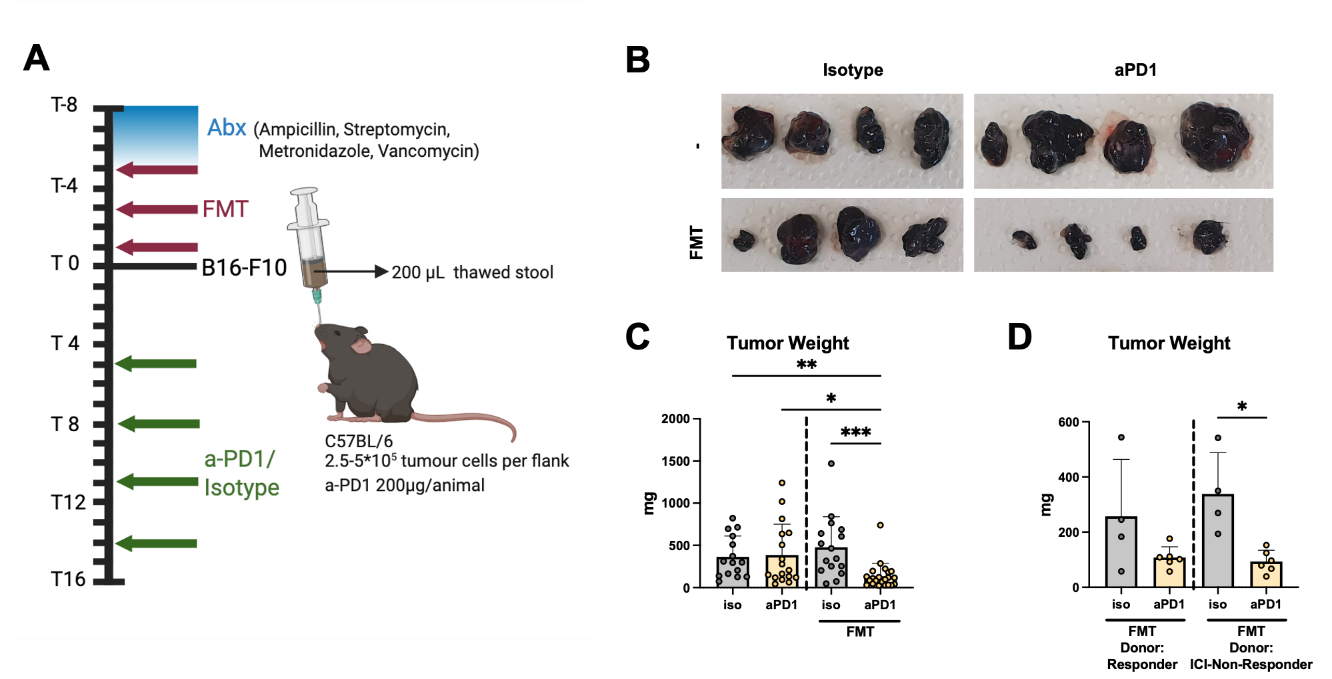 A
T-8
Abx (Ampicillin, Streptomycin,
Metronidazole, Vancomycin)
T-4
FMT
T 0
B16-F10
200 µL thawed stool
T 4
T 8
a-PD1/
Isotype
T12
T16
C57BL/6
2.5-5*10⁵ tumour cells per flank
a-PD1 200µg/animal
B
Isotype
aPD1
-
FMT
C
Tumor Weight
**
*
***
mg
2000
1500
1000
500
0
iso
aPD1
iso
aPD1
FMT
D
Tumor Weight
*
mg
600
400
200
0
iso
aPD1
iso
aPD1
FMT
Donor:
Responder
FMT
Donor:
ICI-Non-Responder